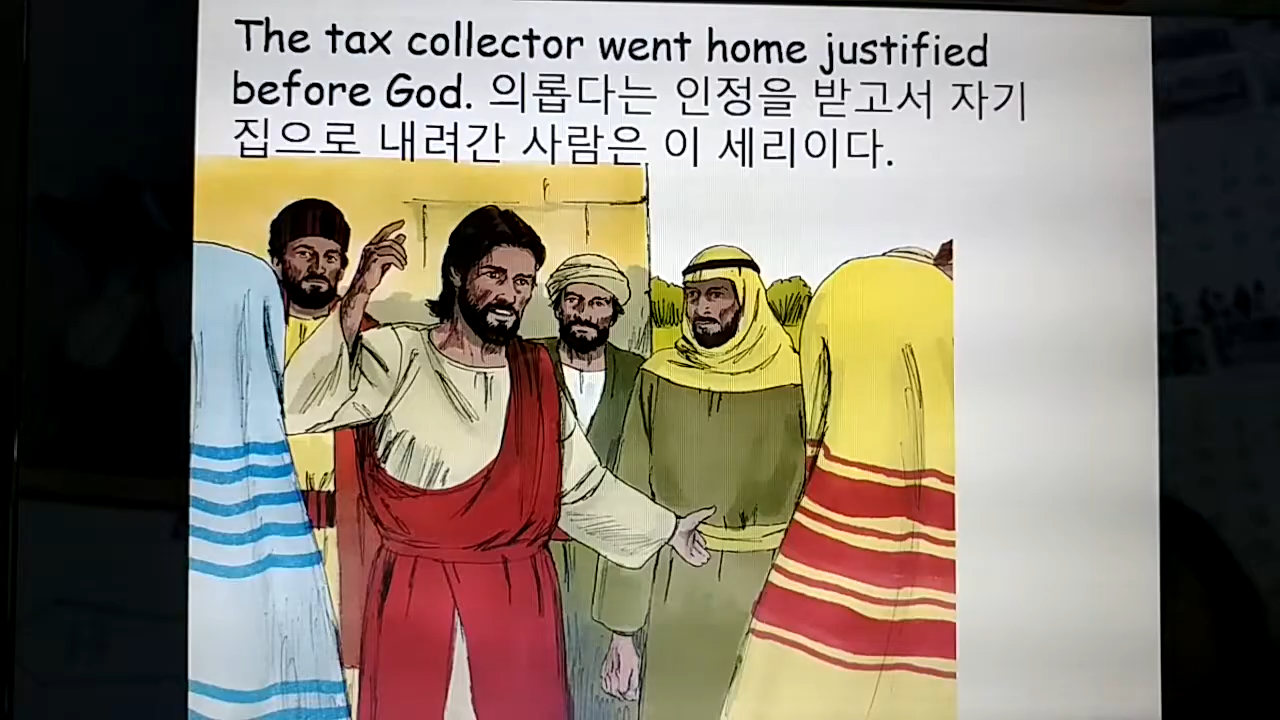 The tax collector went home justified
before God. 의롭다는 인정을 받고서 자기
집으로 내려간 사람은 이 세리이다.